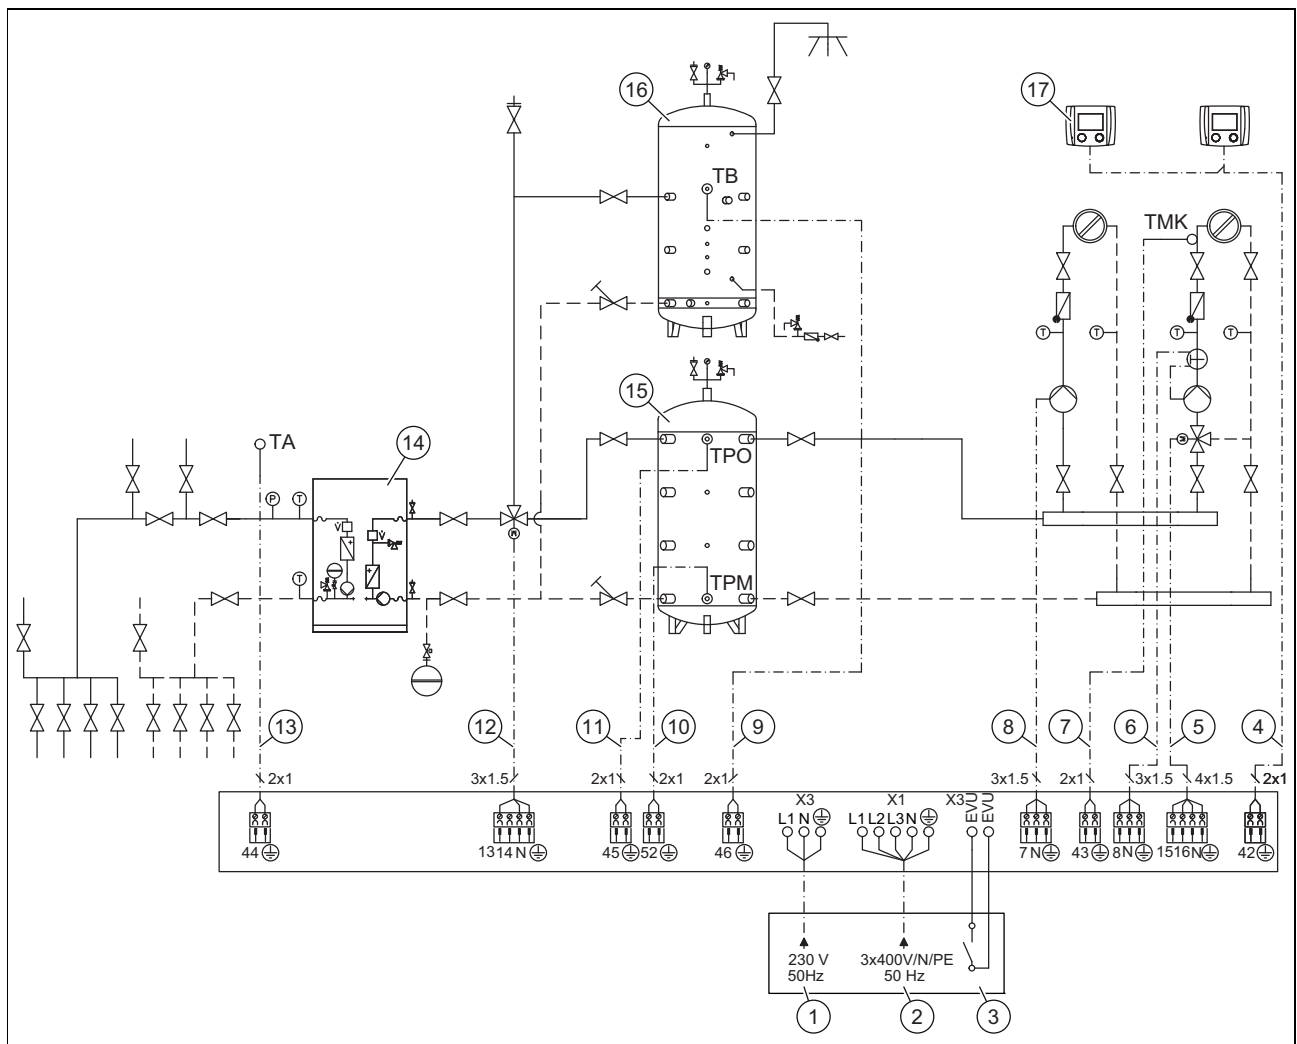 16
17
TB
TMK
T
T
T
T
15
14
TA
TPO
M
P
T
V̇
V̇
M
T
TPM
13
12
11
10
9
8
7
6
5
4
2x1
3x1.5
2x1
2x1
2x1
3x1.5
2x1
3x1.5
4x1.5
2x1
X3
X1
X3
EVU
EVU
L1 N
L1 L2 L3 N
44
13 14 N
45
52
46
7 N
43
8 N
15 16 N
42
230 V
50Hz
3x400V/N/PE
50 Hz
1
2
3